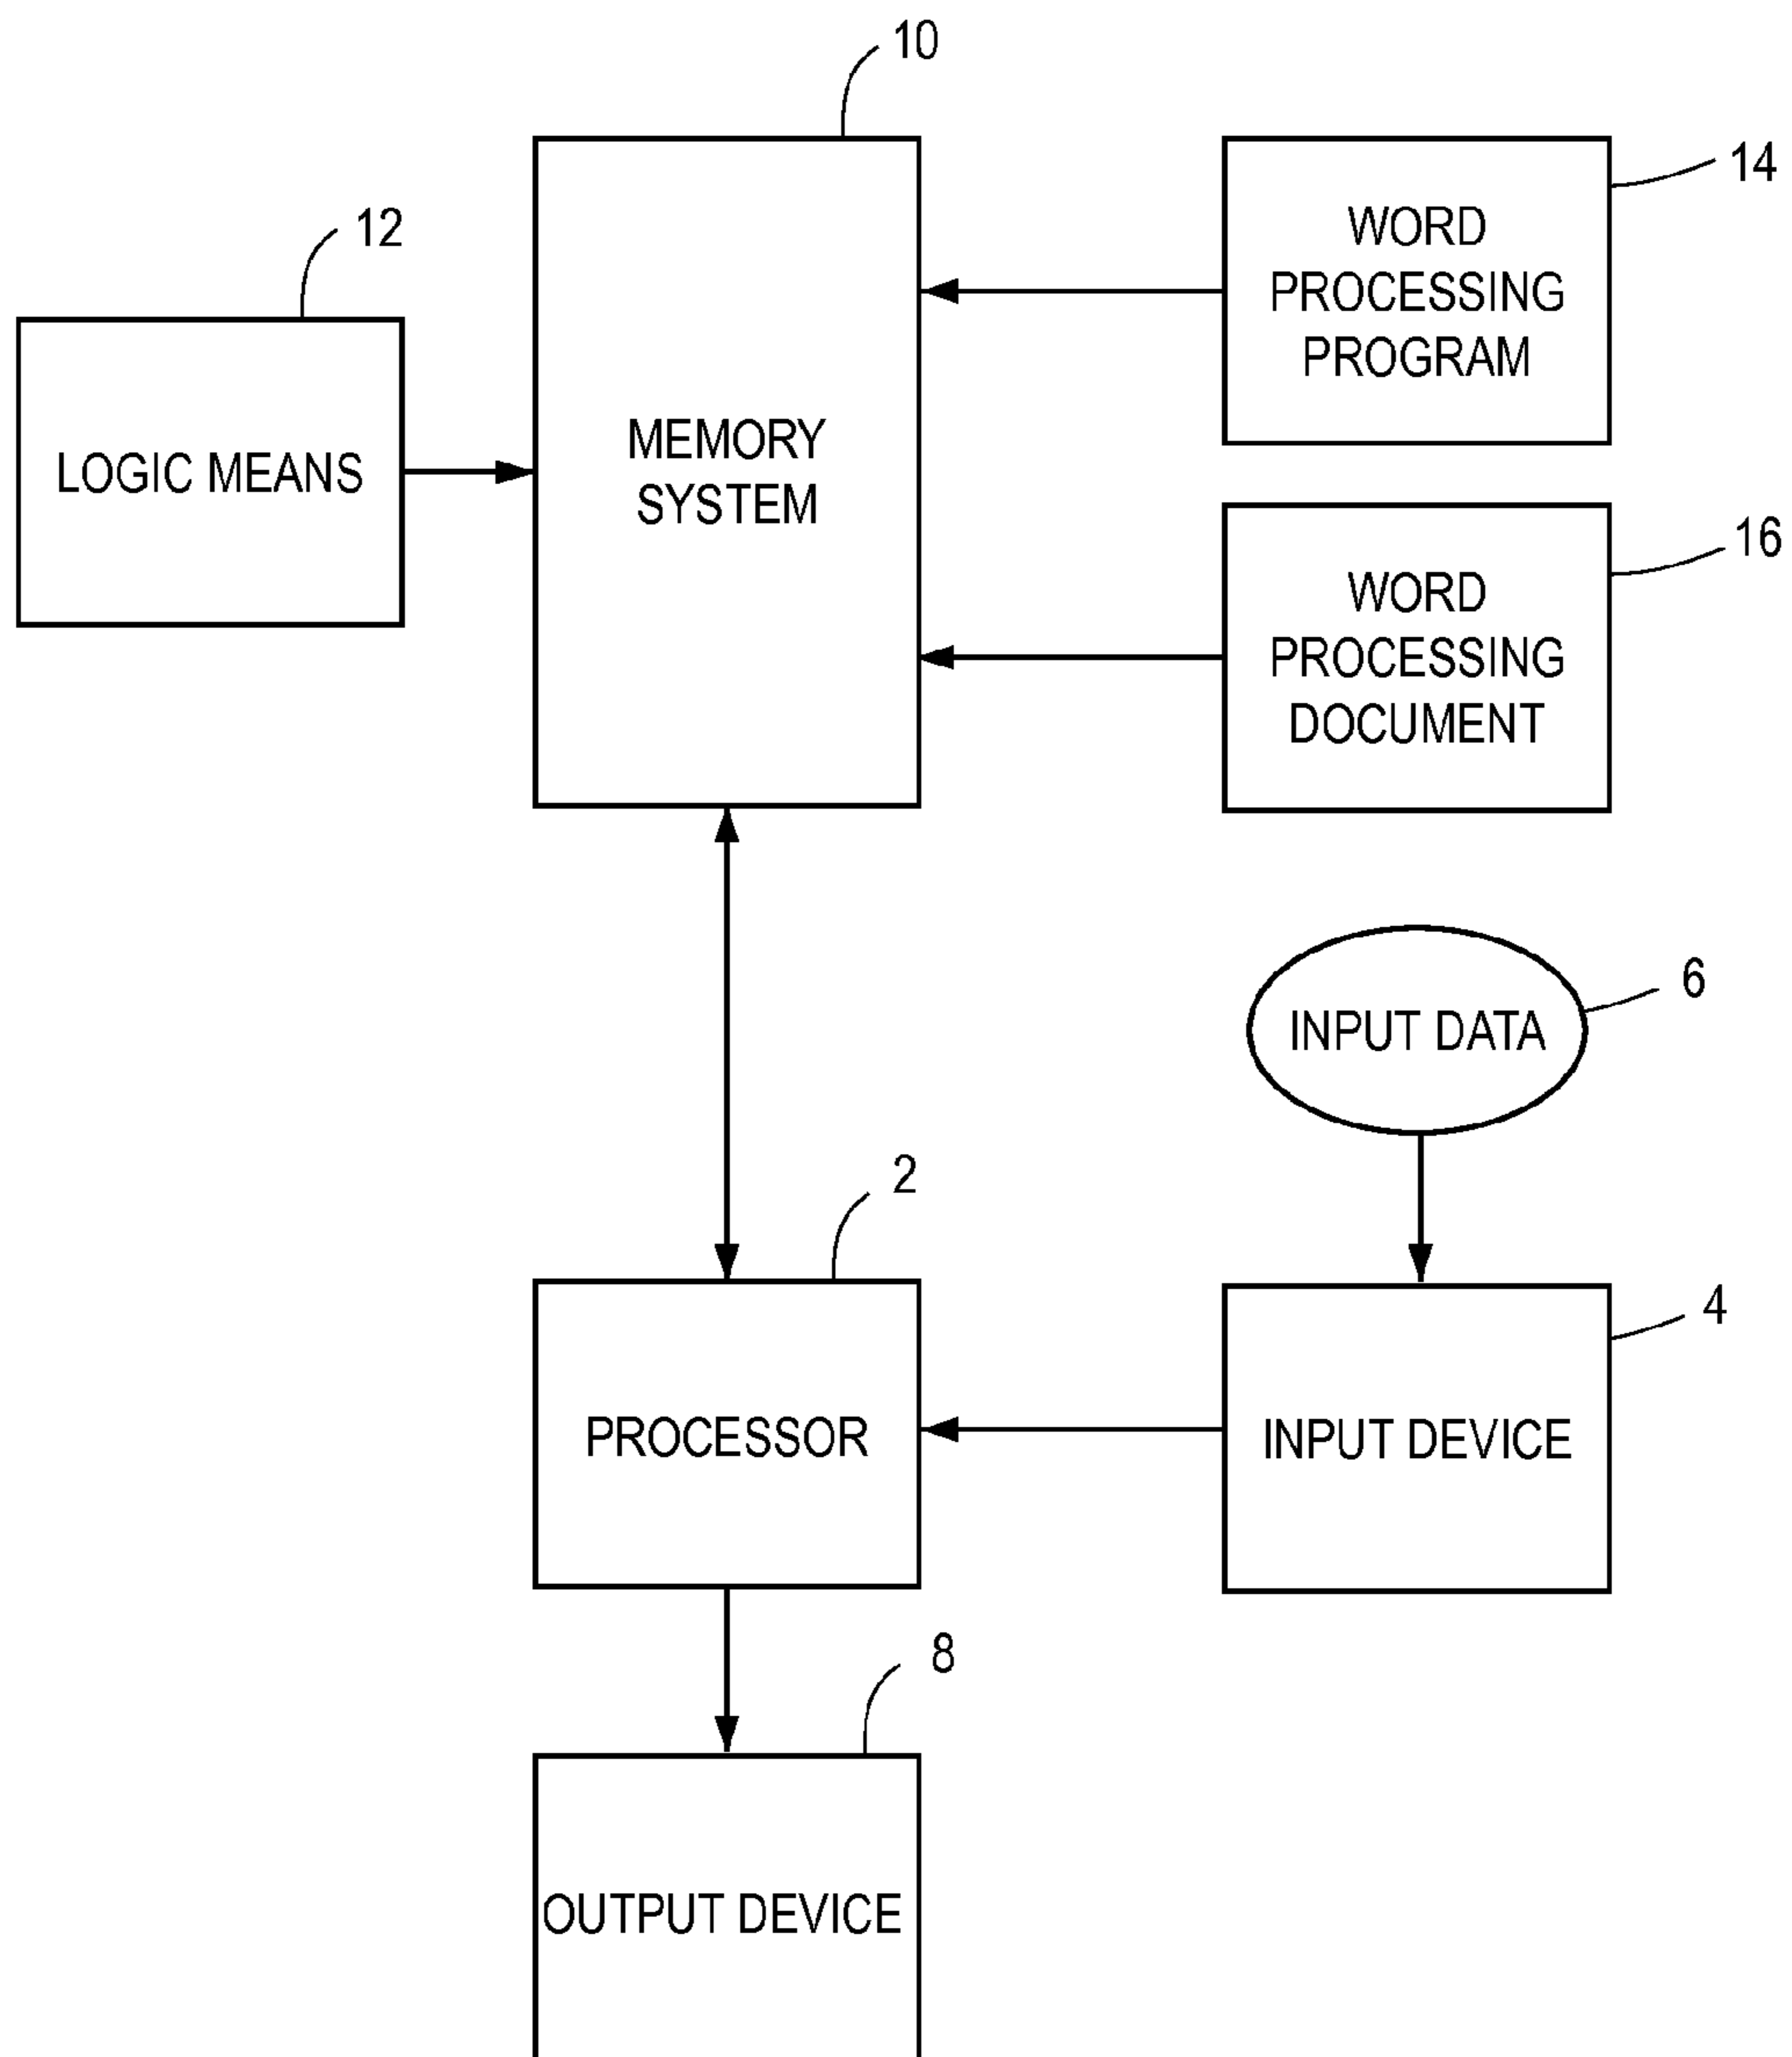 10
14
12
WORD
PROCESSING
PROGRAM
LOGIC MEANS
MEMORY
SYSTEM
16
WORD
PROCESSING
DOCUMENT
6
INPUT DATA
2
4
PROCESSOR
INPUT DEVICE
8
OUTPUT DEVICE